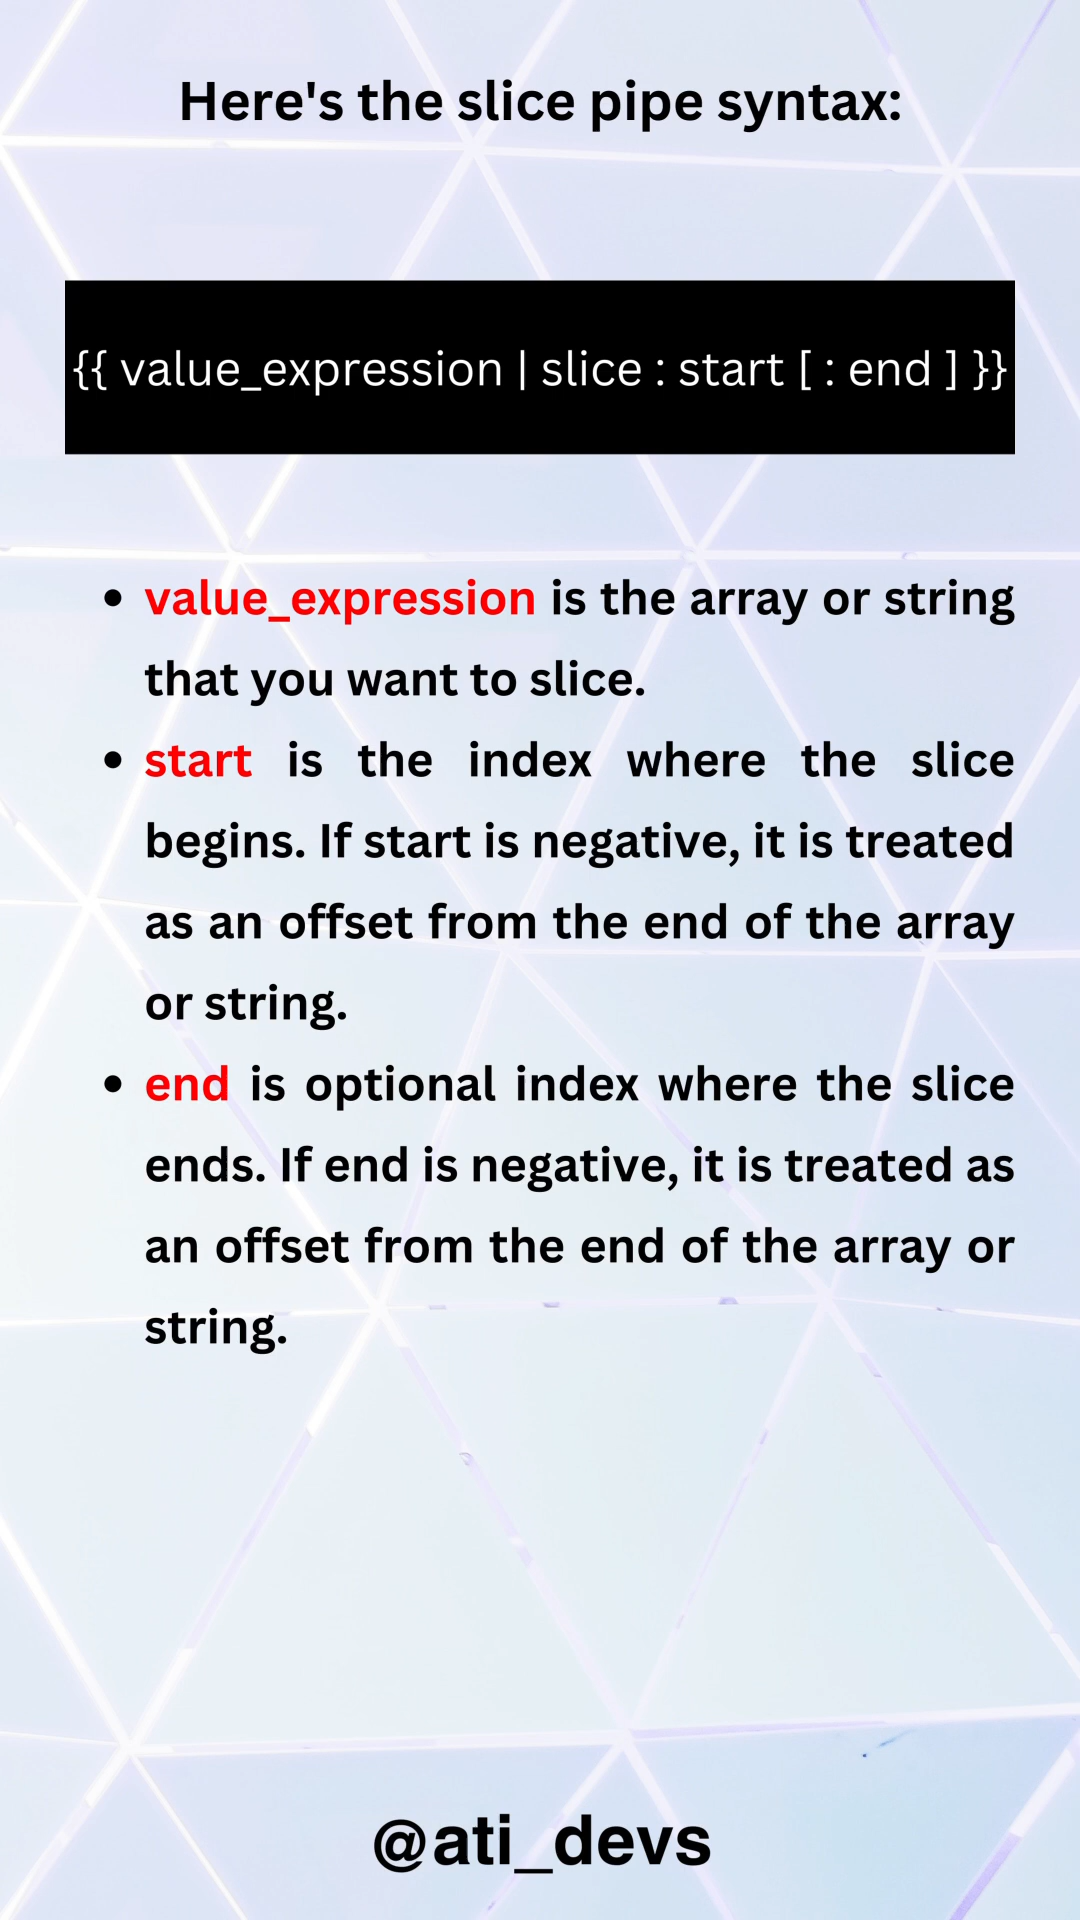 Here's the slice pipe syntax:
{{ value_expression | slice : start [ : end ] }}
• value_expression is the array or string
that you want to slice.
• start is the index where the slice
begins. If start is negative, it is treated
as an offset from the end of the array
or string.
• end is optional index where the slice
ends. If end is negative, it is treated as
an offset from the end of the array or
string.
@ati_devs